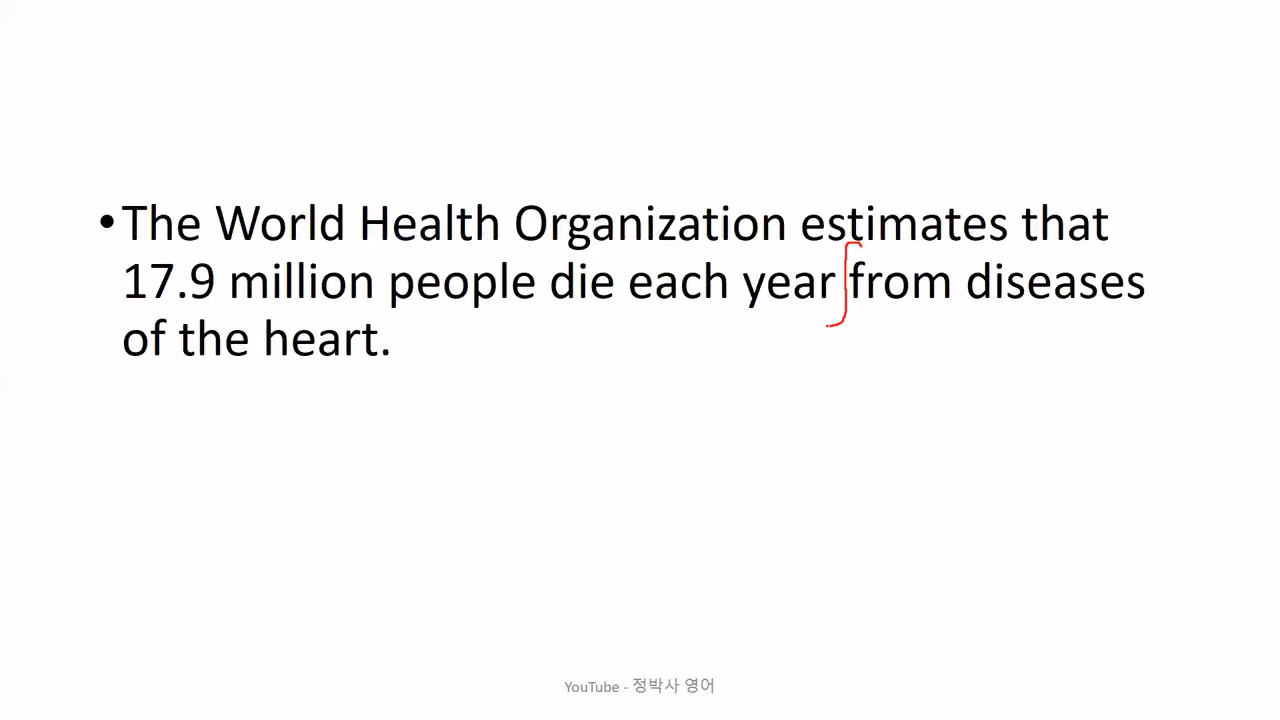 •The World Health Organization estimates that
17.9 million people die each year from diseases
of the heart.
YouTube - 정박사 영어